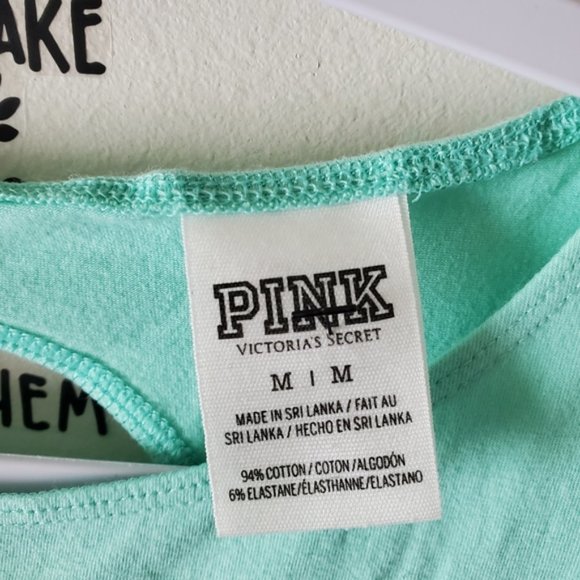 AKE
PINK
VICTORIA'S SECRET
M | M
MADE IN SRI LANKA / FAIT AU
SRI LANKA / HECHO EN SRI LANKA
94% COTTON / COTON / ALGODÓN
6% ELASTANE/ÉLASTHANNE/ELASTANO
HEM